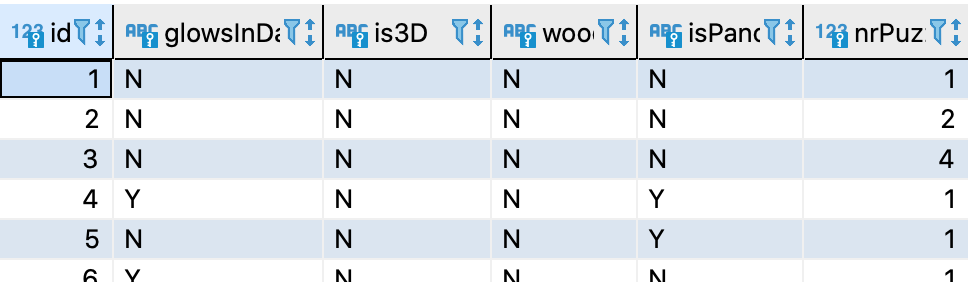 123 id ABC glowsInDa ABC is3D ABC woo ABC isPan 123 nrPuz
1 N N N N 1
2 N N N N 2
3 N N N N 4
4 Y N N Y 1
5 N N N Y 1
6 Y N N N 1